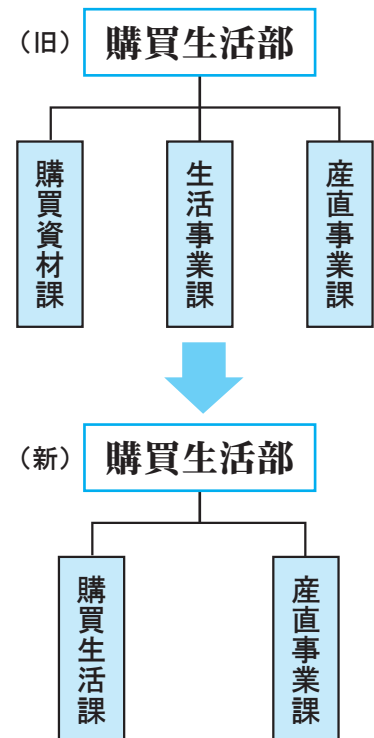 （旧）
購買生活部
購買資材課
生活事業課
産直事業課
（新）
購買生活部
購買生活課
産直事業課